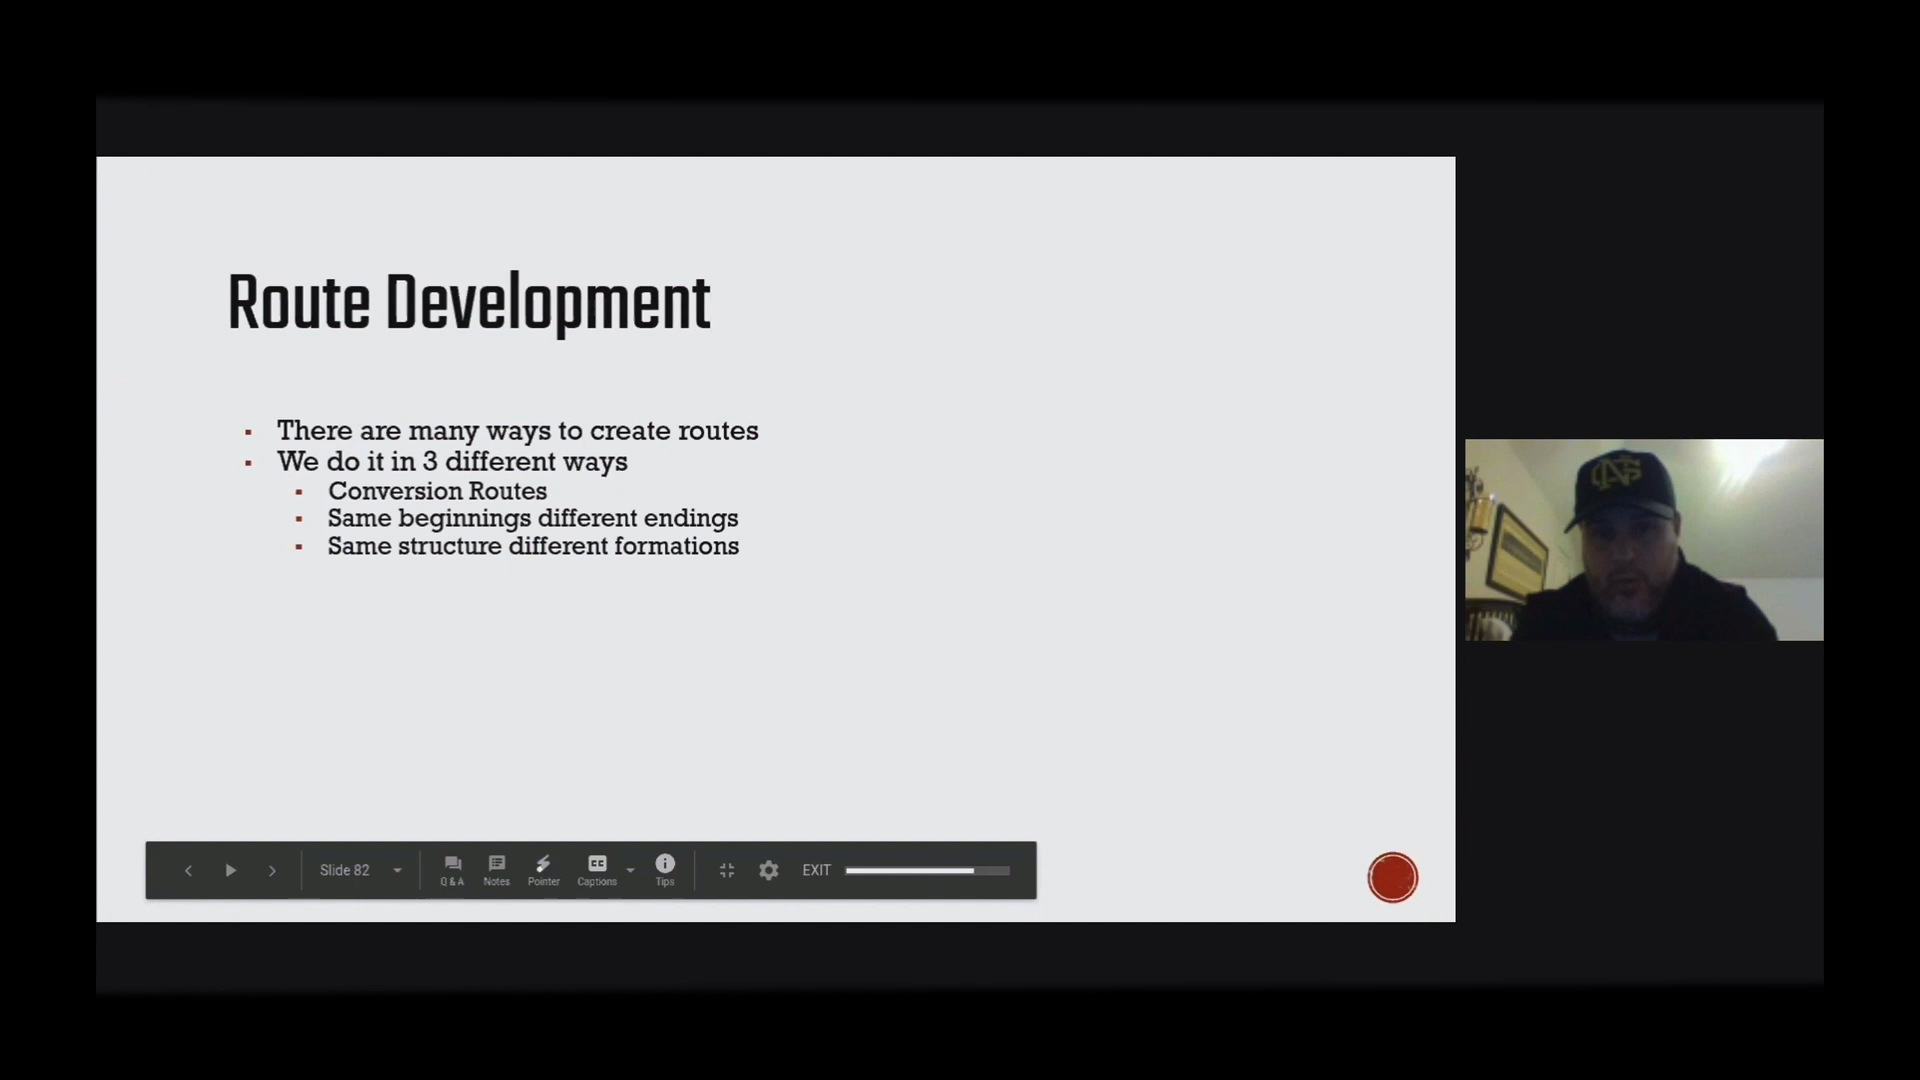 Route Development
There are many ways to create routes
We do it in 3 different ways
Conversion Routes
Same beginnings different endings
Same structure different formations
Slide 82
Q & A
Notes
Pointer
CC
Captions
Tips
EXIT